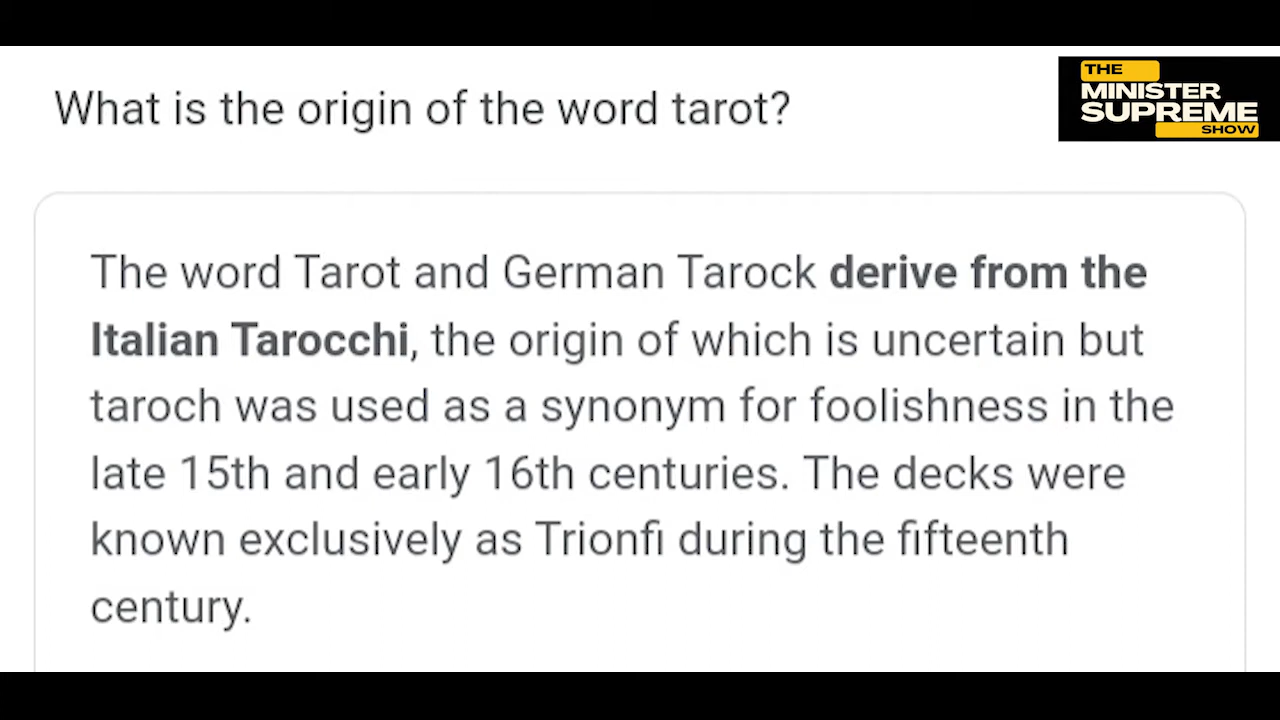 What is the origin of the word tarot?
THE
MINISTER
SUPREME
SHOW
The word Tarot and German Tarock derive from the
Italian Tarocchi, the origin of which is uncertain but
taroch was used as a synonym for foolishness in the
late 15th and early 16th centuries. The decks were
known exclusively as Trionfi during the fifteenth
century.